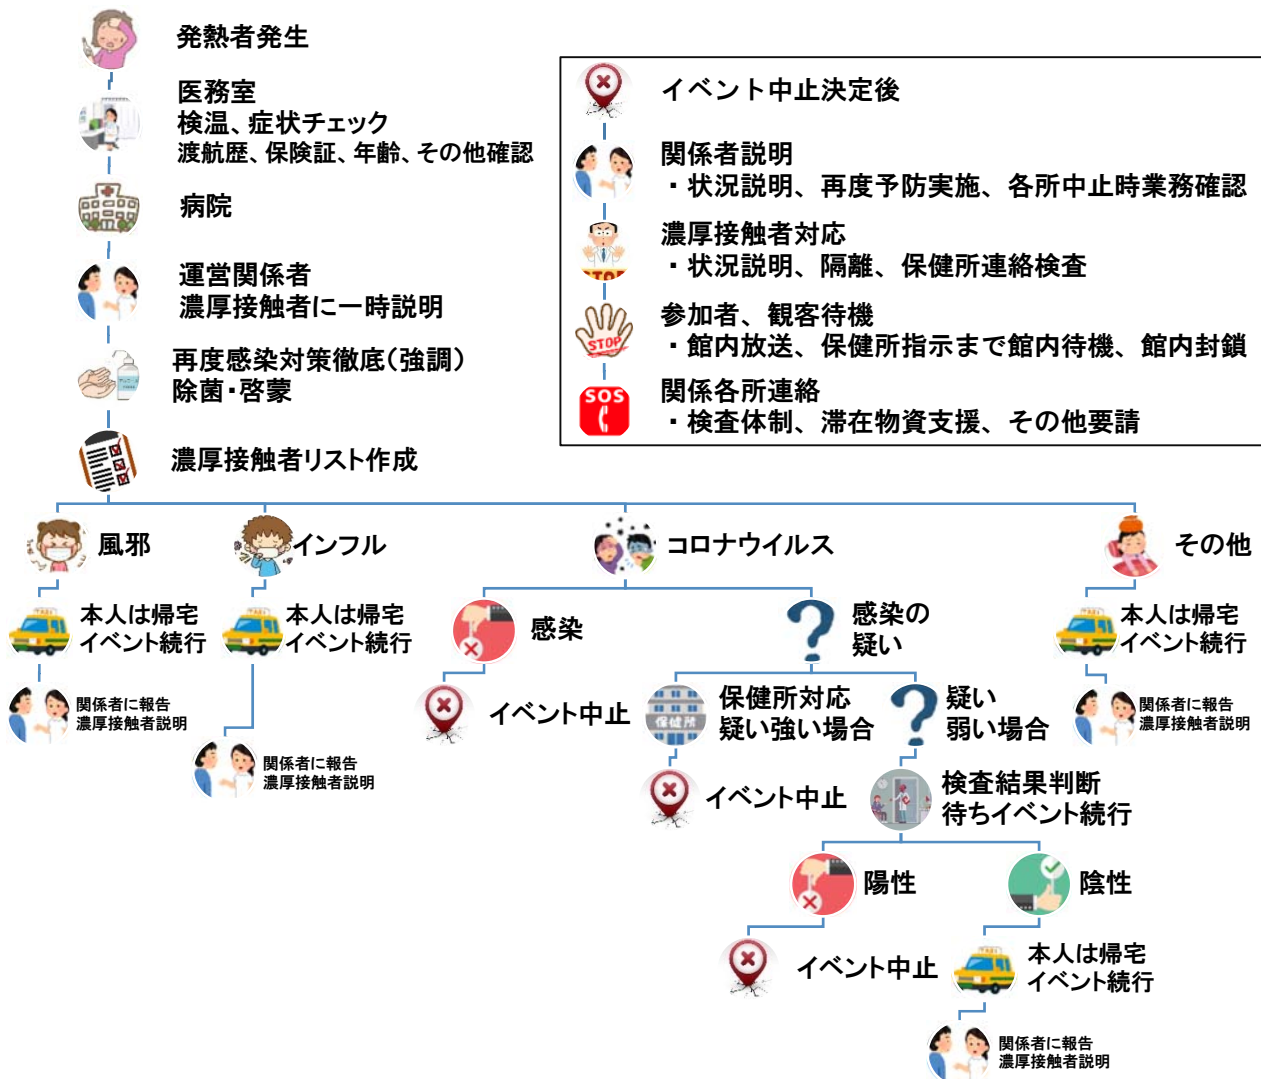 発熱者発生
医務室
検温、症状チェック
渡航歴、保険証、年齢、その他確認
病院
運営関係者
濃厚接触者に一時説明
再度感染対策徹底（強調）
除菌・啓蒙
濃厚接触者リスト作成
イベント中止決定後
関係者説明
・状況説明、再度予防実施、各所中止時業務確認
濃厚接触者対応
・状況説明、隔離、保健所連絡検査
STOP
参加者、観客待機
・館内放送、保健所指示まで館内待機、館内封鎖
STOP
関係各所連絡
・検査体制、滞在物資支援、その他要請
SOS
風邪
インフル
コロナウイルス
その他
本人は帰宅
イベント続行
本人は帰宅
イベント続行
感染
感染の
疑い
本人は帰宅
イベント続行
関係者に報告
濃厚接触者説明
関係者に報告
濃厚接触者説明
イベント中止
保健所
保健所対応
疑い強い場合
疑い
弱い場合
関係者に報告
濃厚接触者説明
イベント中止
検査結果判断
待ちイベント続行
陽性
陰性
イベント中止
本人は帰宅
イベント続行
関係者に報告
濃厚接触者説明